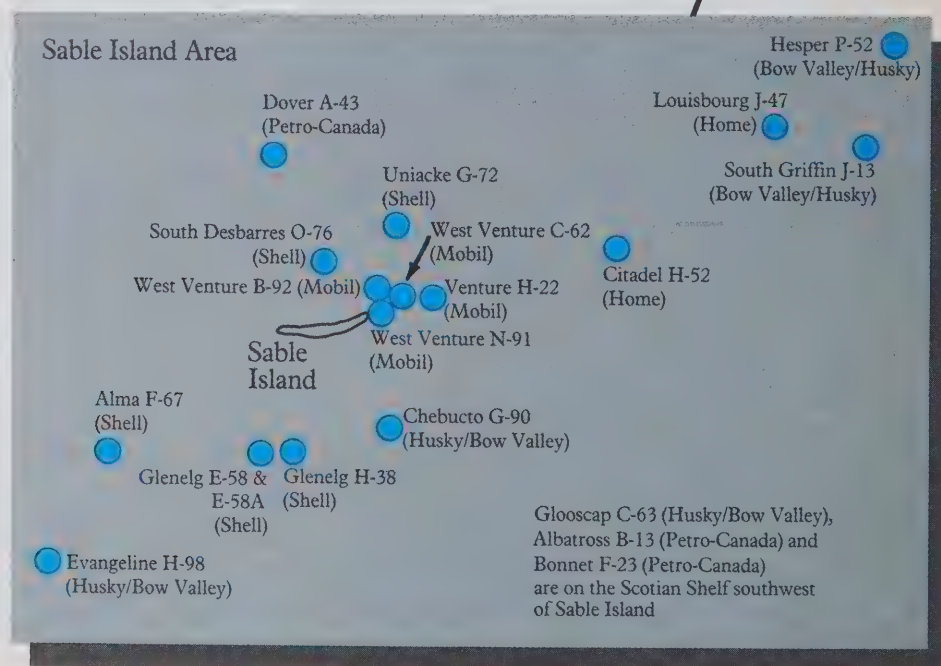 Sable Island Area
Hesper P-52
(Bow Valley/Husky)
Dover A-43
(Petro-Canada)
Louisbourg J-47
(Home)
South Griffin J-13
(Bow Valley/Husky)
Uniacke G-72
(Shell)
South Desbarres O-76
(Shell)
West Venture C-62
(Mobil)
West Venture B-92 (Mobil)
Venture H-22
(Mobil)
Citadel H-52
(Home)
West Venture N-91
(Mobil)
Sable
Island
Alma F-67
(Shell)
Chebucto G-90
(Husky/Bow Valley)
Glenelg E-58 &
E-58A
(Shell)
Glenelg H-38
(Shell)
Evangeline H-98
(Husky/Bow Valley)
Glooscap C-63 (Husky/Bow Valley),
Albatross B-13 (Petro-Canada) and
Bonnet F-23 (Petro-Canada)
are on the Scotian Shelf southwest
of Sable Island